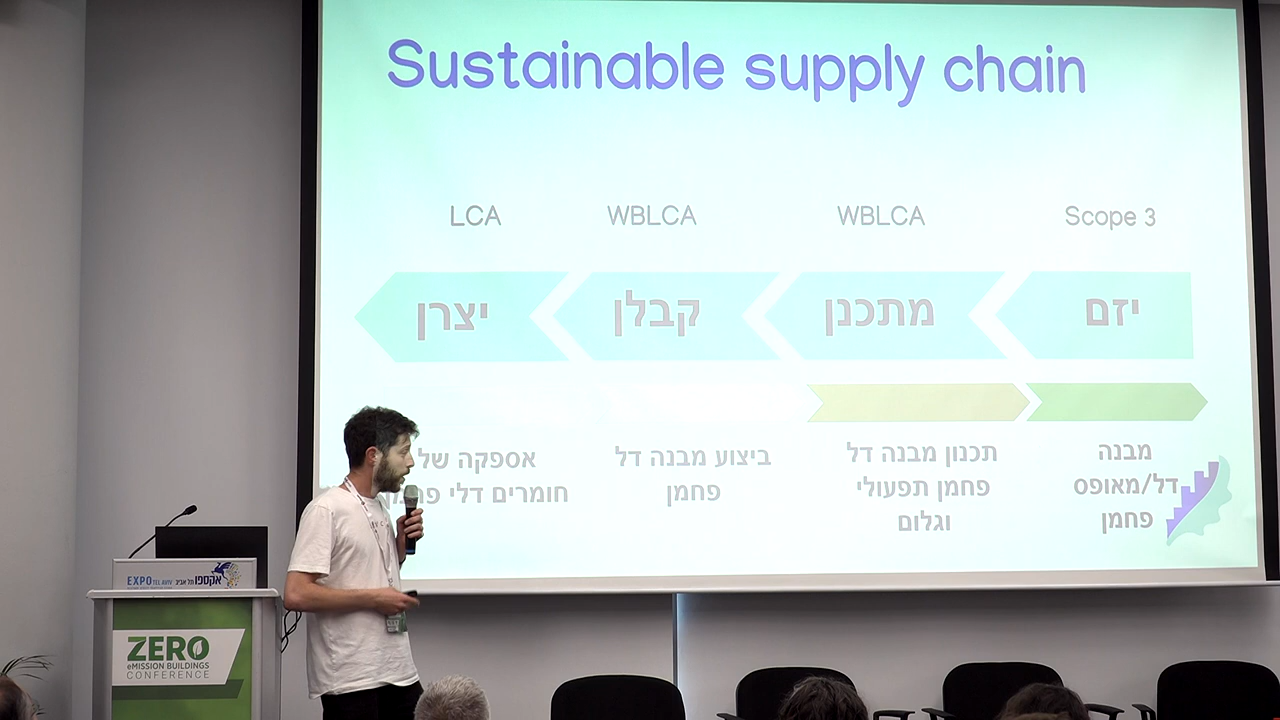 Sustainable supply chain
LCA
WBLCA
WBLCA
Scope 3
יזם
מתכנן
קבלן
יצרן
מבנה
דל/מאופס
פחמן
תכנון מבנה דל
פחמן תפעולי
וגלום
ביצוע מבנה דל
פחמן
אספקה של
חומרים דלי
EXPO TEL AVIV אקספו תל אביב
ZERO
eMISSION BUILDINGS
CONFERENCE